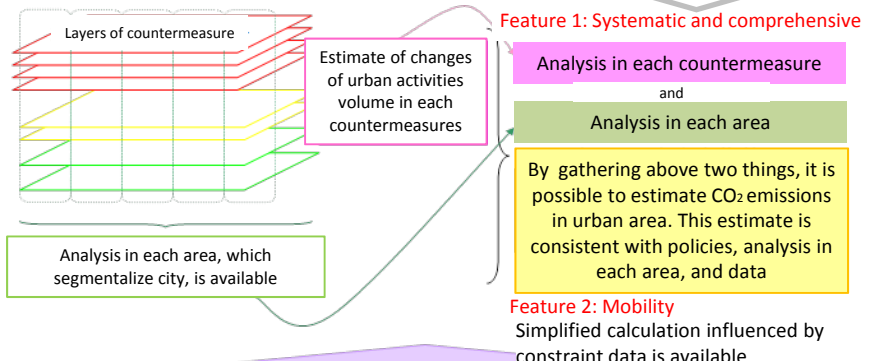 Layers of countermeasure
Estimate of changes
of urban activities
volume in each
countermeasures
Analysis in each area, which
segmentalize city, is available
Feature 1: Systematic and comprehensive
Analysis in each countermeasure
and
Analysis in each area
By gathering above two things, it is
possible to estimate CO2 emissions
in urban area. This estimate is
consistent with policies, analysis in
each area, and data
Feature 2: Mobility
Simplified calculation influenced by
constraint data is available